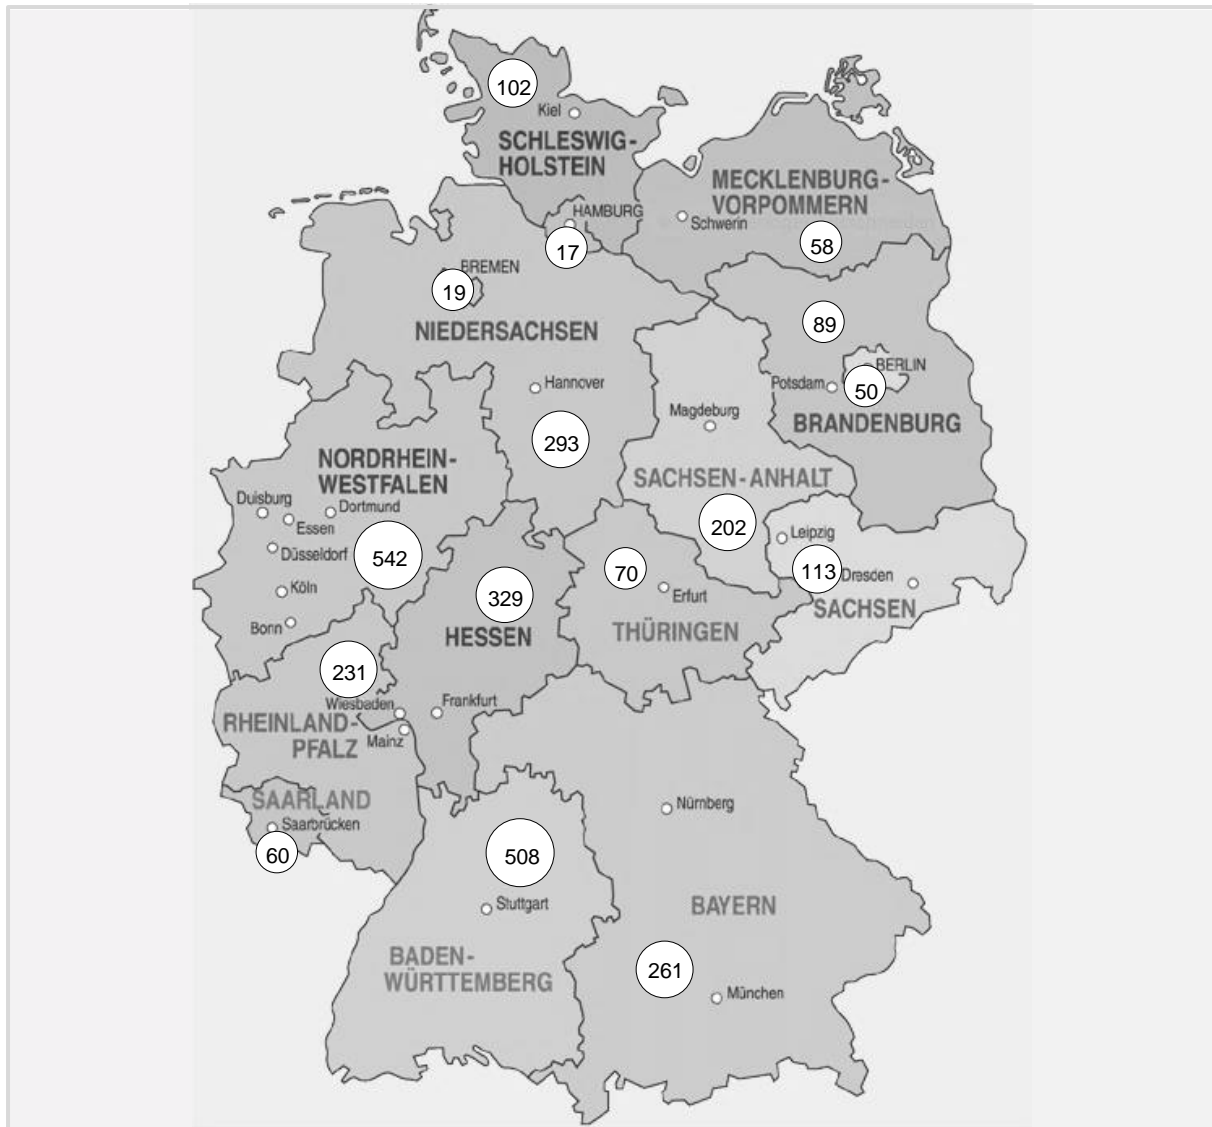 102
Kiel
SCHLESWIG-
HOLSTEIN
MECKLENBURG-
VORPOMMERN
HAMBURG
Schwerin
17
58
BREMEN
19
89
NIEDERSACHSEN
BERLIN
Hannover
Potsdam
50
Magdeburg
BRANDENBURG
293
NORDRHEIN-
WESTFALEN
SACHSEN-ANHALT
Duisburg
Dortmund
Essen
202
Leipzig
Düsseldorf
542
70
113
Dresden
Köln
329
Erfurt
SACHSEN
Bonn
HESSEN
THÜRINGEN
231
Wiesbaden
Frankfurt
RHEINLAND-
PFALZ
Mainz
SAARLAND
Nürnberg
Saarbrücken
60
508
Stuttgart
BAYERN
BADEN-
WÜRTTEMBERG
261
München